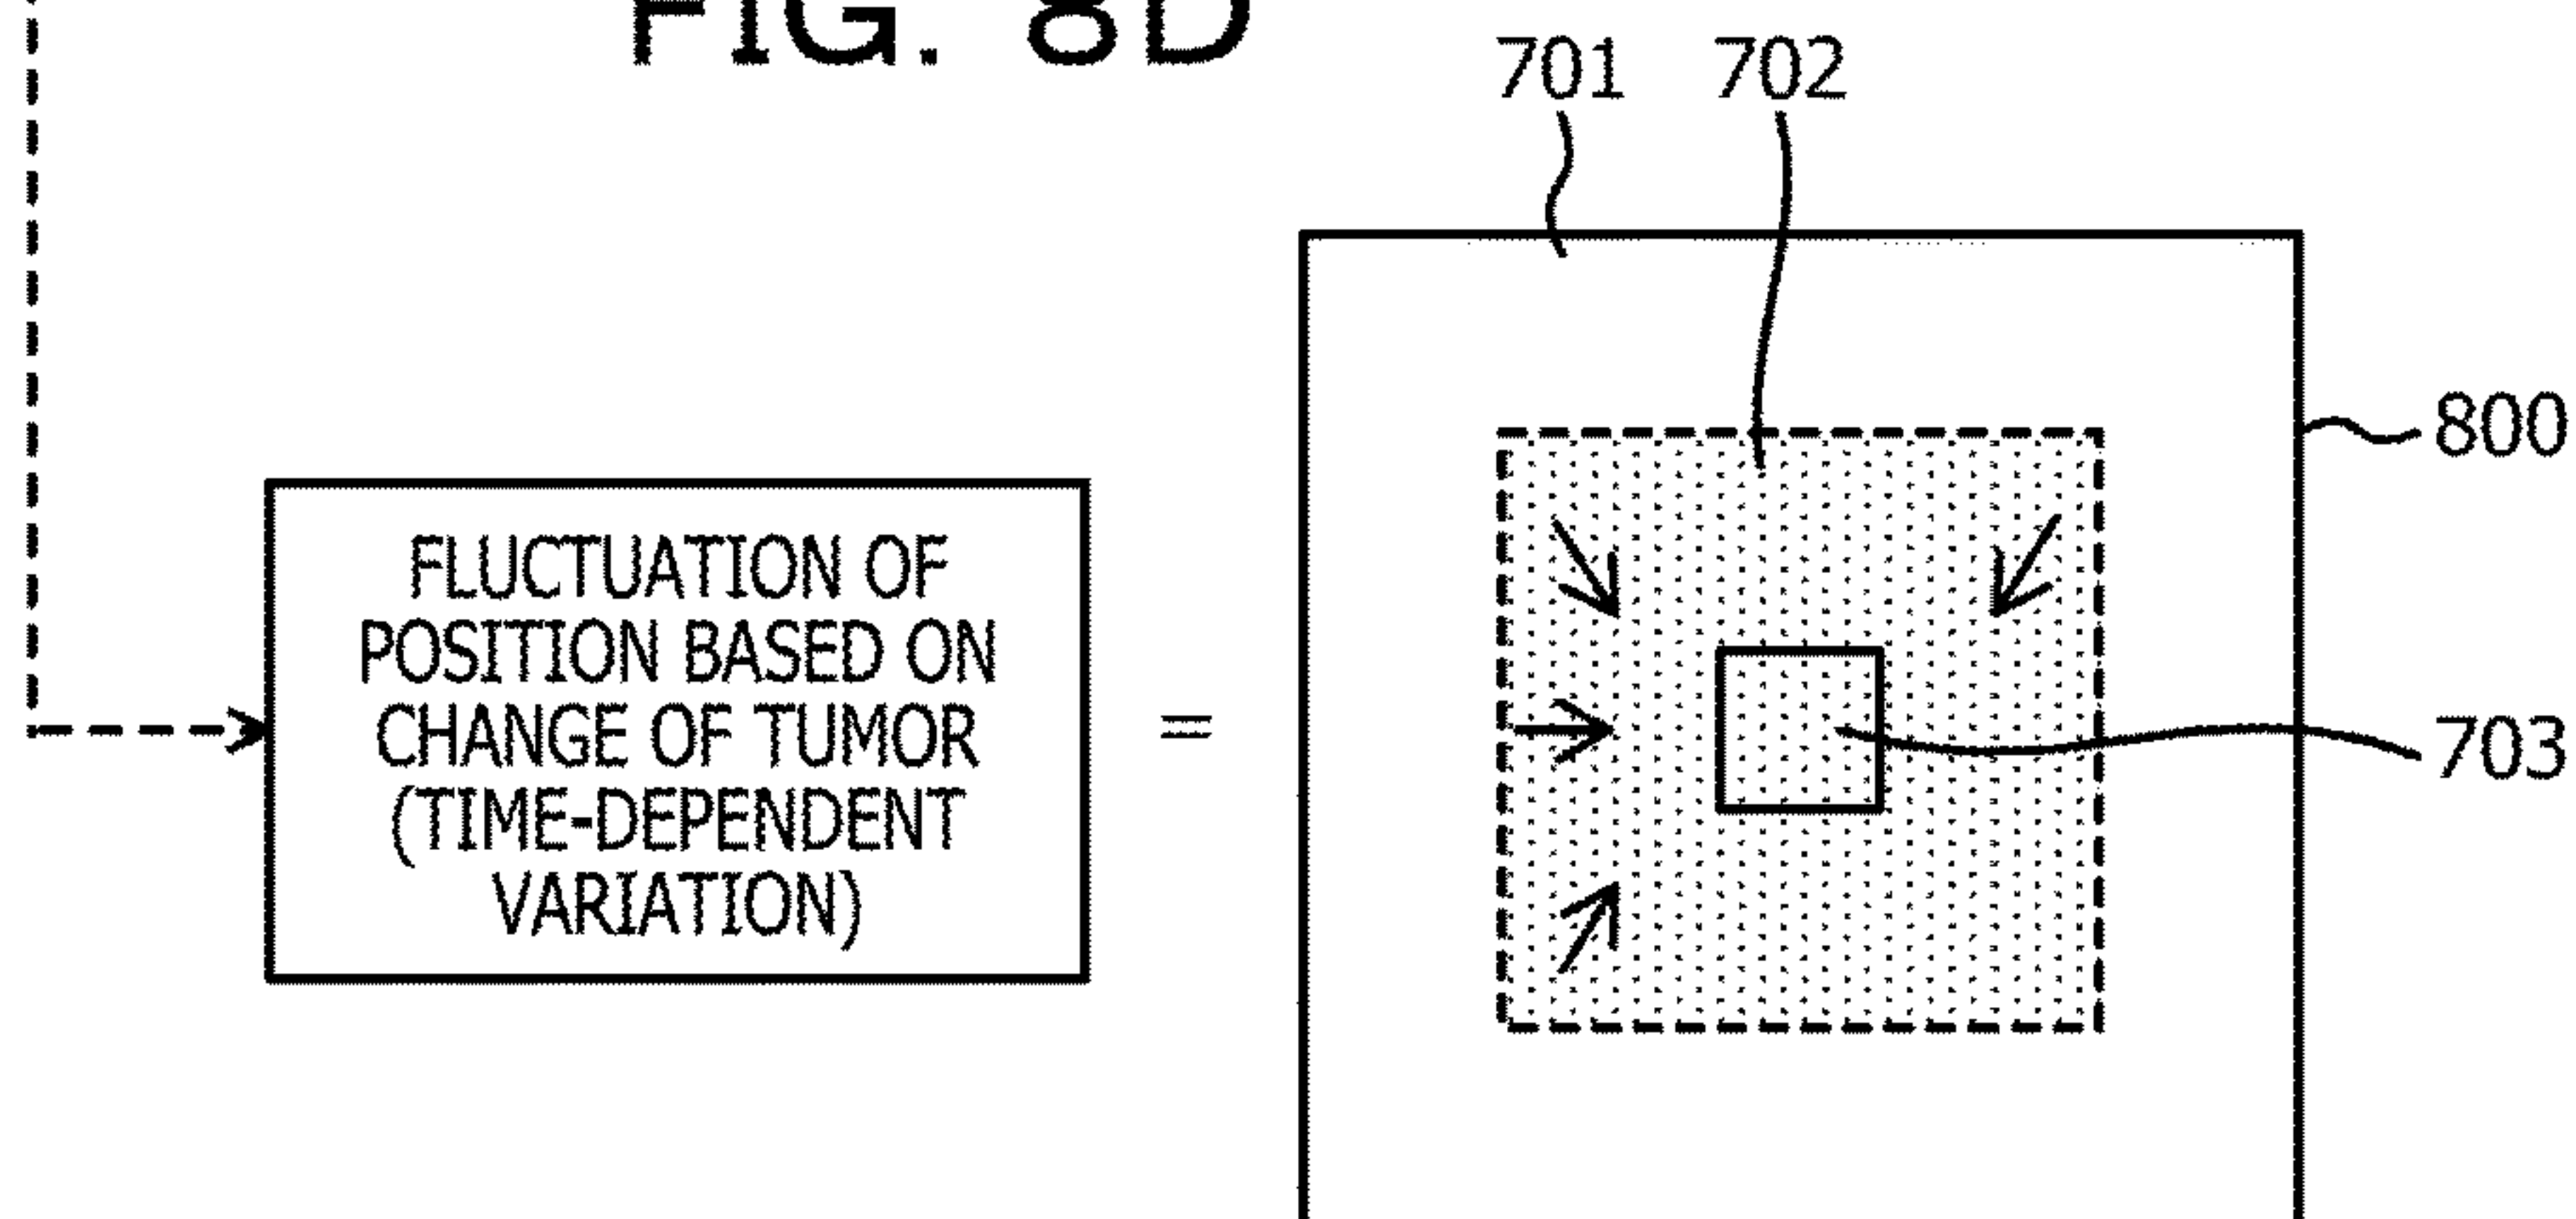 FIG. 8D
701 702
800
FLUCTUATION OF
POSITION BASED ON
CHANGE OF TUMOR
(TIME-DEPENDENT
VARIATION)
=
703